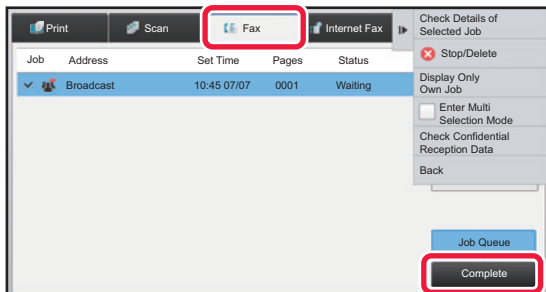 Print
Scan
Fax
Internet Fax
Job Address Set Time Pages Status
Broadcast 10:45 07/07 0001 Waiting
Check Details of
Selected Job
Stop/Delete
Display Only
Own Job
Enter Multi
Selection Mode
Check Confidential
Reception Data
Back
Job Queue
Complete